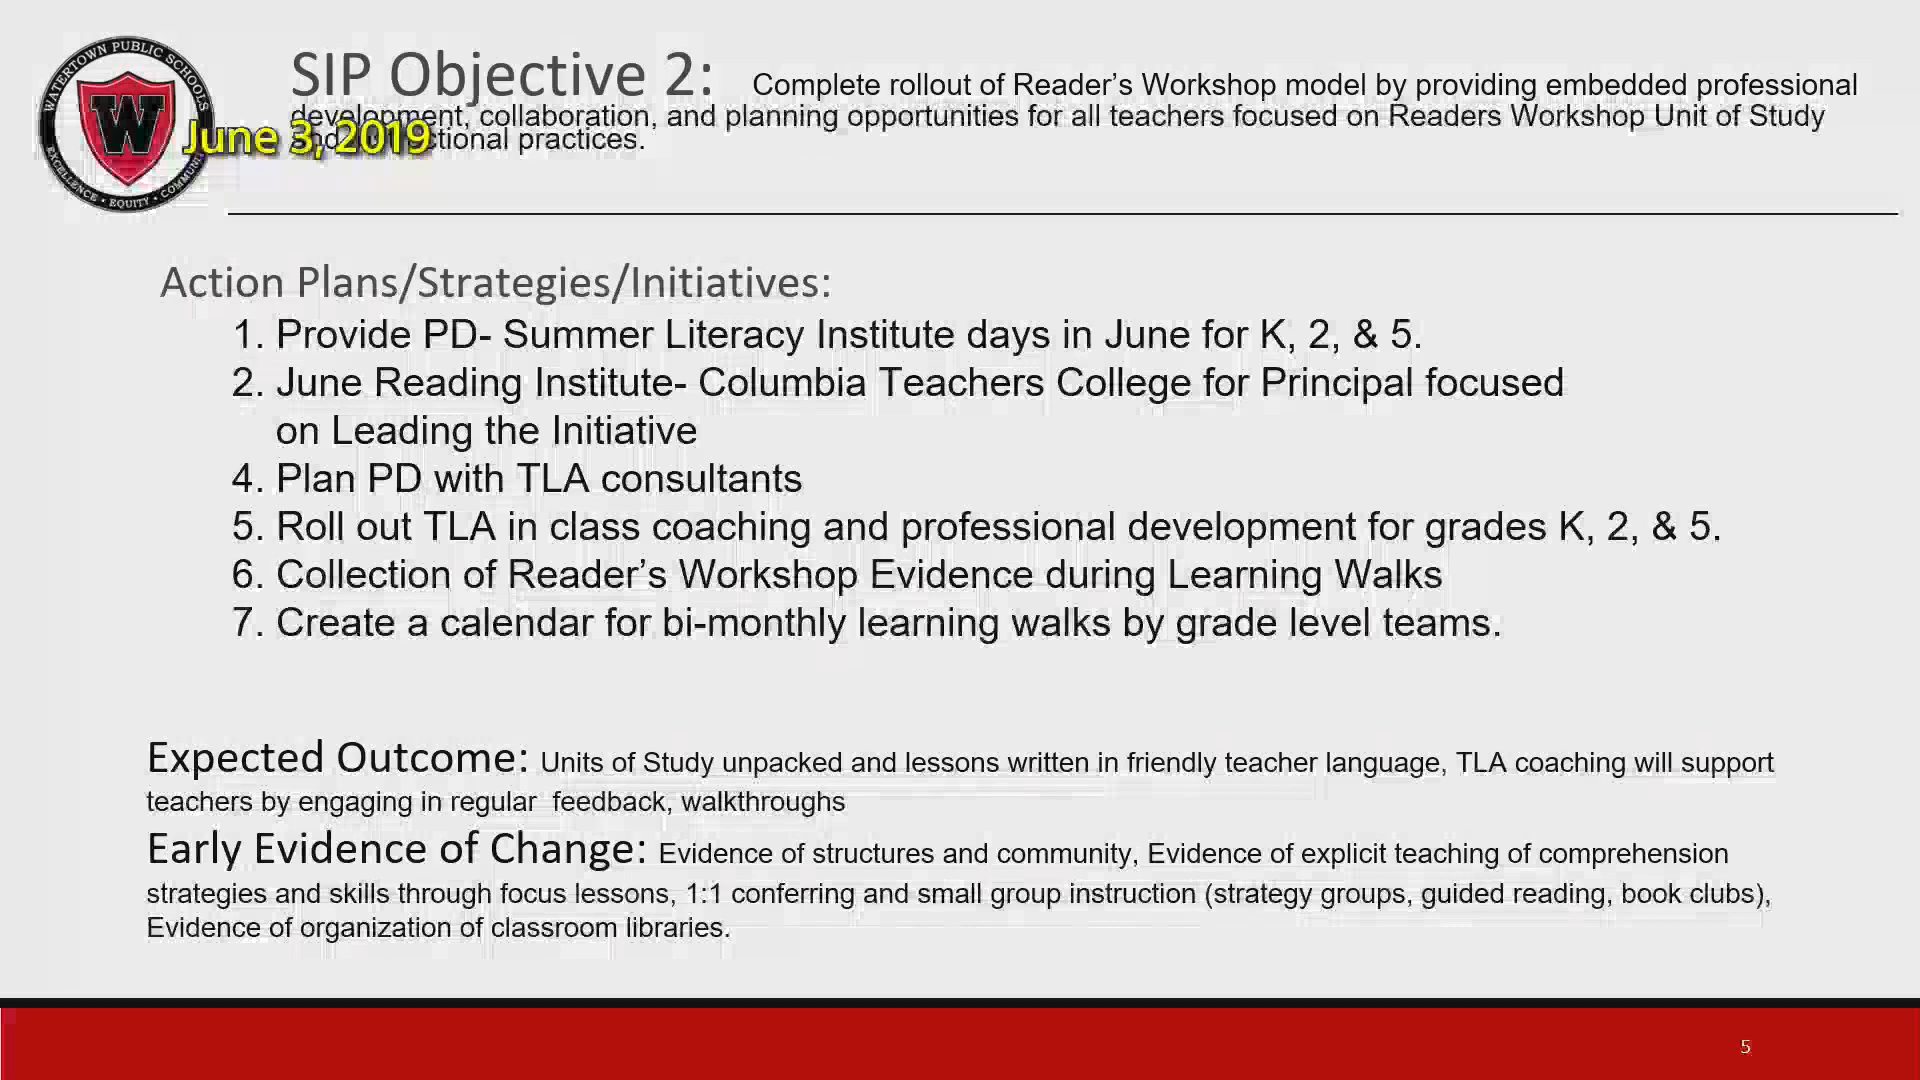 WATERTOWN PUBLIC SCHOOLS
W
EXCELLENCE • EQUITY • COMMUNITY
SIP Objective 2: Complete rollout of Reader’s Workshop model by providing embedded professional
development, collaboration, and planning opportunities for all teachers focused on Readers Workshop Unit of Study
practices.
June 3, 2019
Action Plans/Strategies/Initiatives:
1. Provide PD- Summer Literacy Institute days in June for K, 2, & 5.
2. June Reading Institute- Columbia Teachers College for Principal focused
on Leading the Initiative
4. Plan PD with TLA consultants
5. Roll out TLA in class coaching and professional development for grades K, 2, & 5.
6. Collection of Reader’s Workshop Evidence during Learning Walks
7. Create a calendar for bi-monthly learning walks by grade level teams.
Expected Outcome: Units of Study unpacked and lessons written in friendly teacher language, TLA coaching will support
teachers by engaging in regular  feedback, walkthroughs
Early Evidence of Change: Evidence of structures and community, Evidence of explicit teaching of comprehension
strategies and skills through focus lessons, 1:1 conferring and small group instruction (strategy groups, guided reading, book clubs),
Evidence of organization of classroom libraries.
5